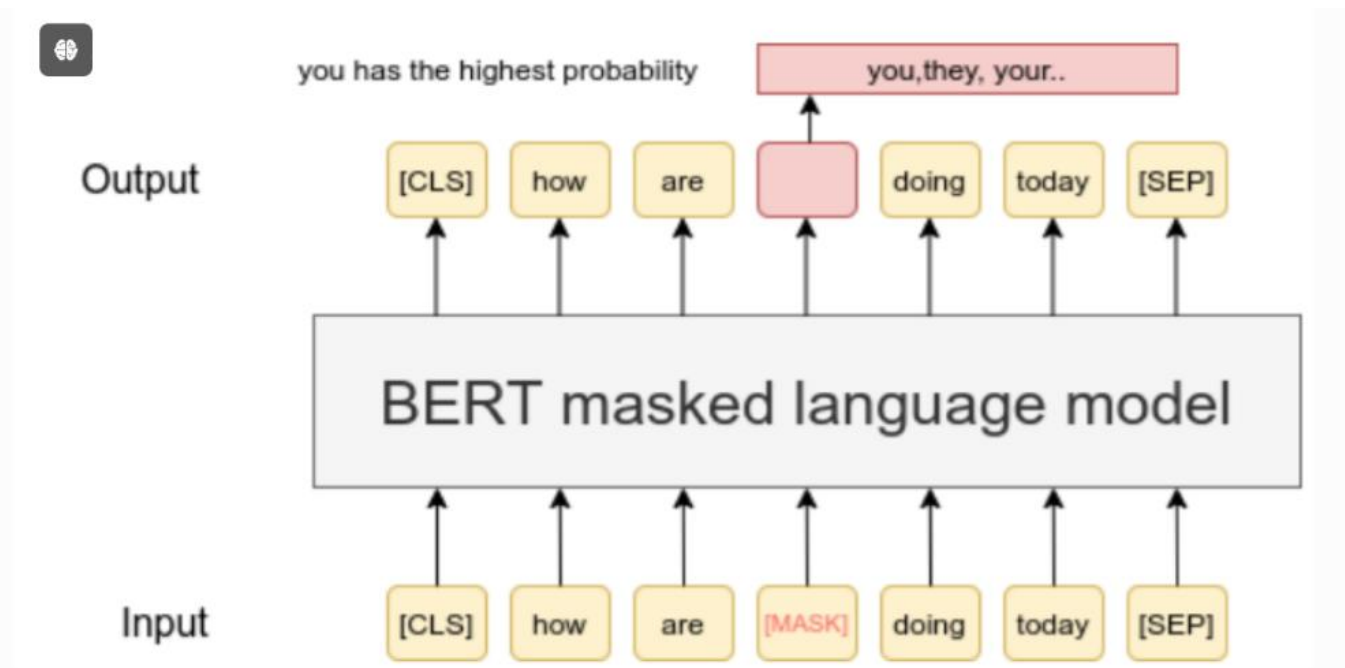 you has the highest probability
you,they, your..
Output
[CLS]
how
are
doing
today
[SEP]
BERT masked language model
Input
[CLS]
how
are
[MASK]
doing
today
[SEP]